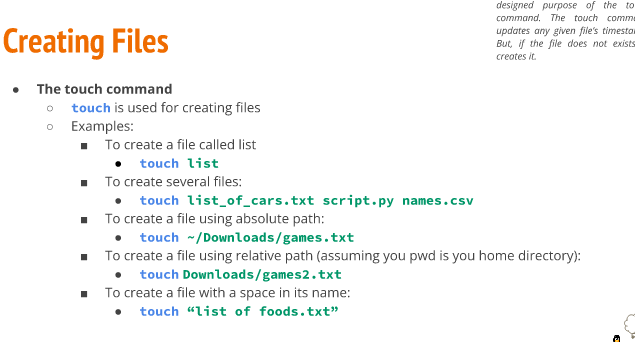 designed purpose of the to
command. The touch comma
updates any given file's timesta
But, if the file does not exists
creates it.
Creating Files
● The touch command
○ touch is used for creating files
○ Examples:
■ To create a file called list
● touch list
■ To create several files:
● touch list_of_cars.txt script.py names.csv
■ To create a file using absolute path:
● touch ~/Downloads/games.txt
■ To create a file using relative path (assuming you pwd is you home directory):
● touch Downloads/games2.txt
■ To create a file with a space in its name:
● touch “list of foods.txt”